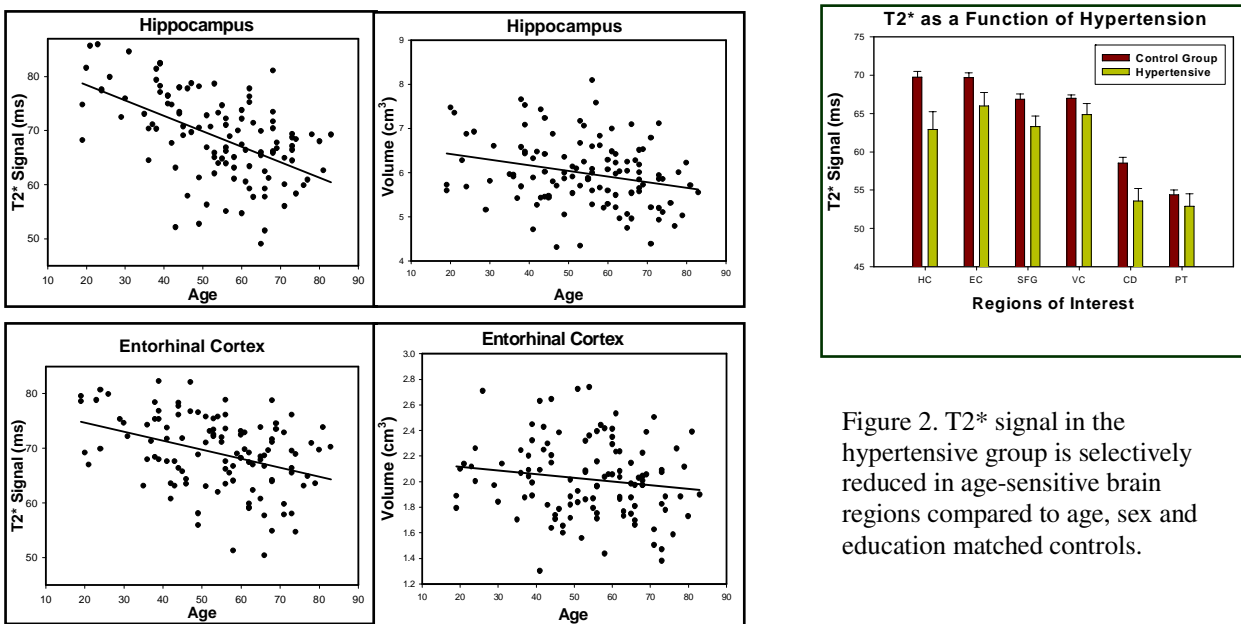 Hippocampus
T2* Signal (ms)
80
70
60
50
10 20 30 40 50 60 70 80 90
Age
Hippocampus
Volume (cm³)
9
8
7
6
5
4
10 20 30 40 50 60 70 80 90
Age
T2* as a Function of Hypertension
T2* Signal (ms)
75
70
65
60
55
50
45
Control Group
Hypertensive
HC EC SFG VC CD PT
Regions of Interest
Entorhinal Cortex
T2* Signal (ms)
80
70
60
50
10 20 30 40 50 60 70 80 90
Age
Entorhinal Cortex
Volume (cm³)
3.0
2.8
2.6
2.4
2.2
2.0
1.8
1.6
1.4
1.2
10 20 30 40 50 60 70 80 90
Age
Figure 2. T2* signal in the
hypertensive group is selectively
reduced in age-sensitive brain
regions compared to age, sex and
education matched controls.